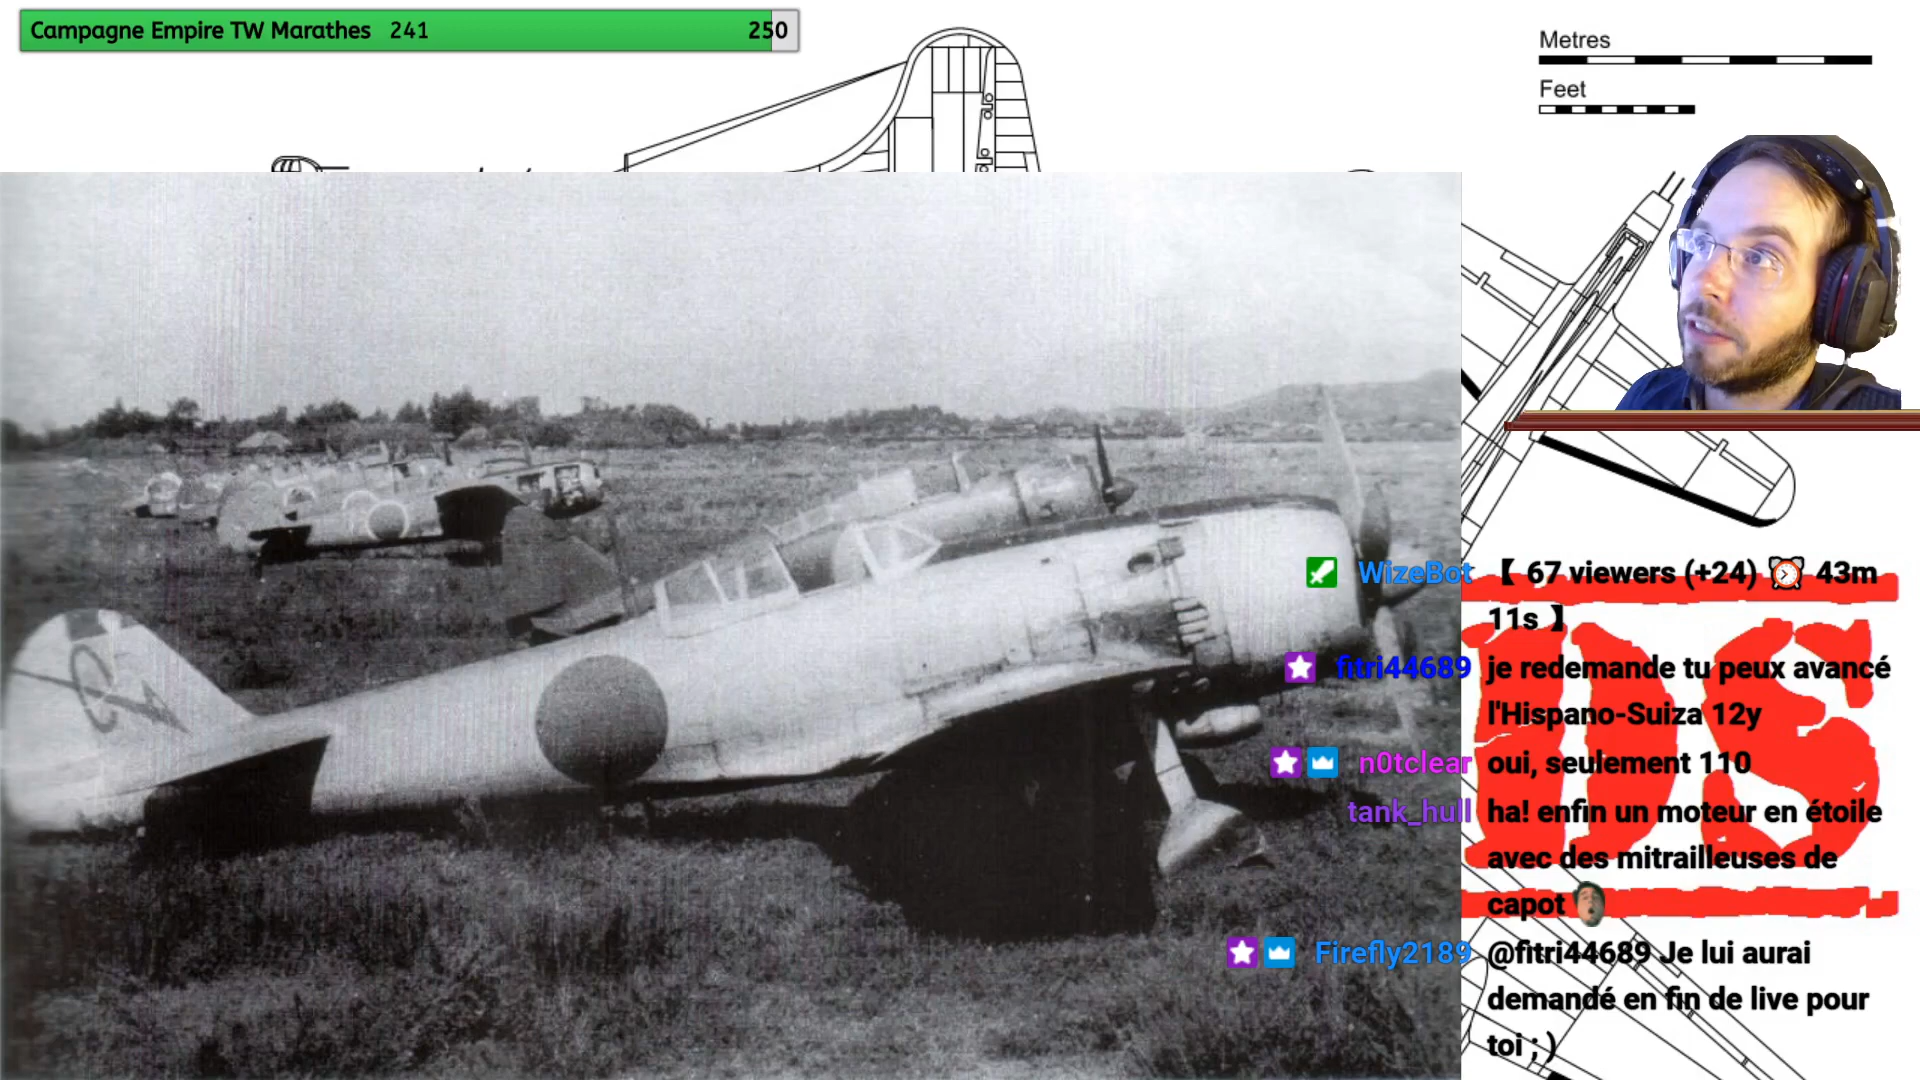 Campagne Empire TW Marathes 241 250
Metres
Feet
WizeBot 【 67 viewers (+24) ⏰ 43m
11s 】
fitri44689 je redemande tu peux avancé
l'Hispano-Suiza 12y
n0tclear oui, seulement 110
tank_hull ha! enfin un moteur en étoile
avec des mitrailleuses de
capot
Firefly2189 @fitri44689 Je lui aurai
demandé en fin de live pour
toi ; )